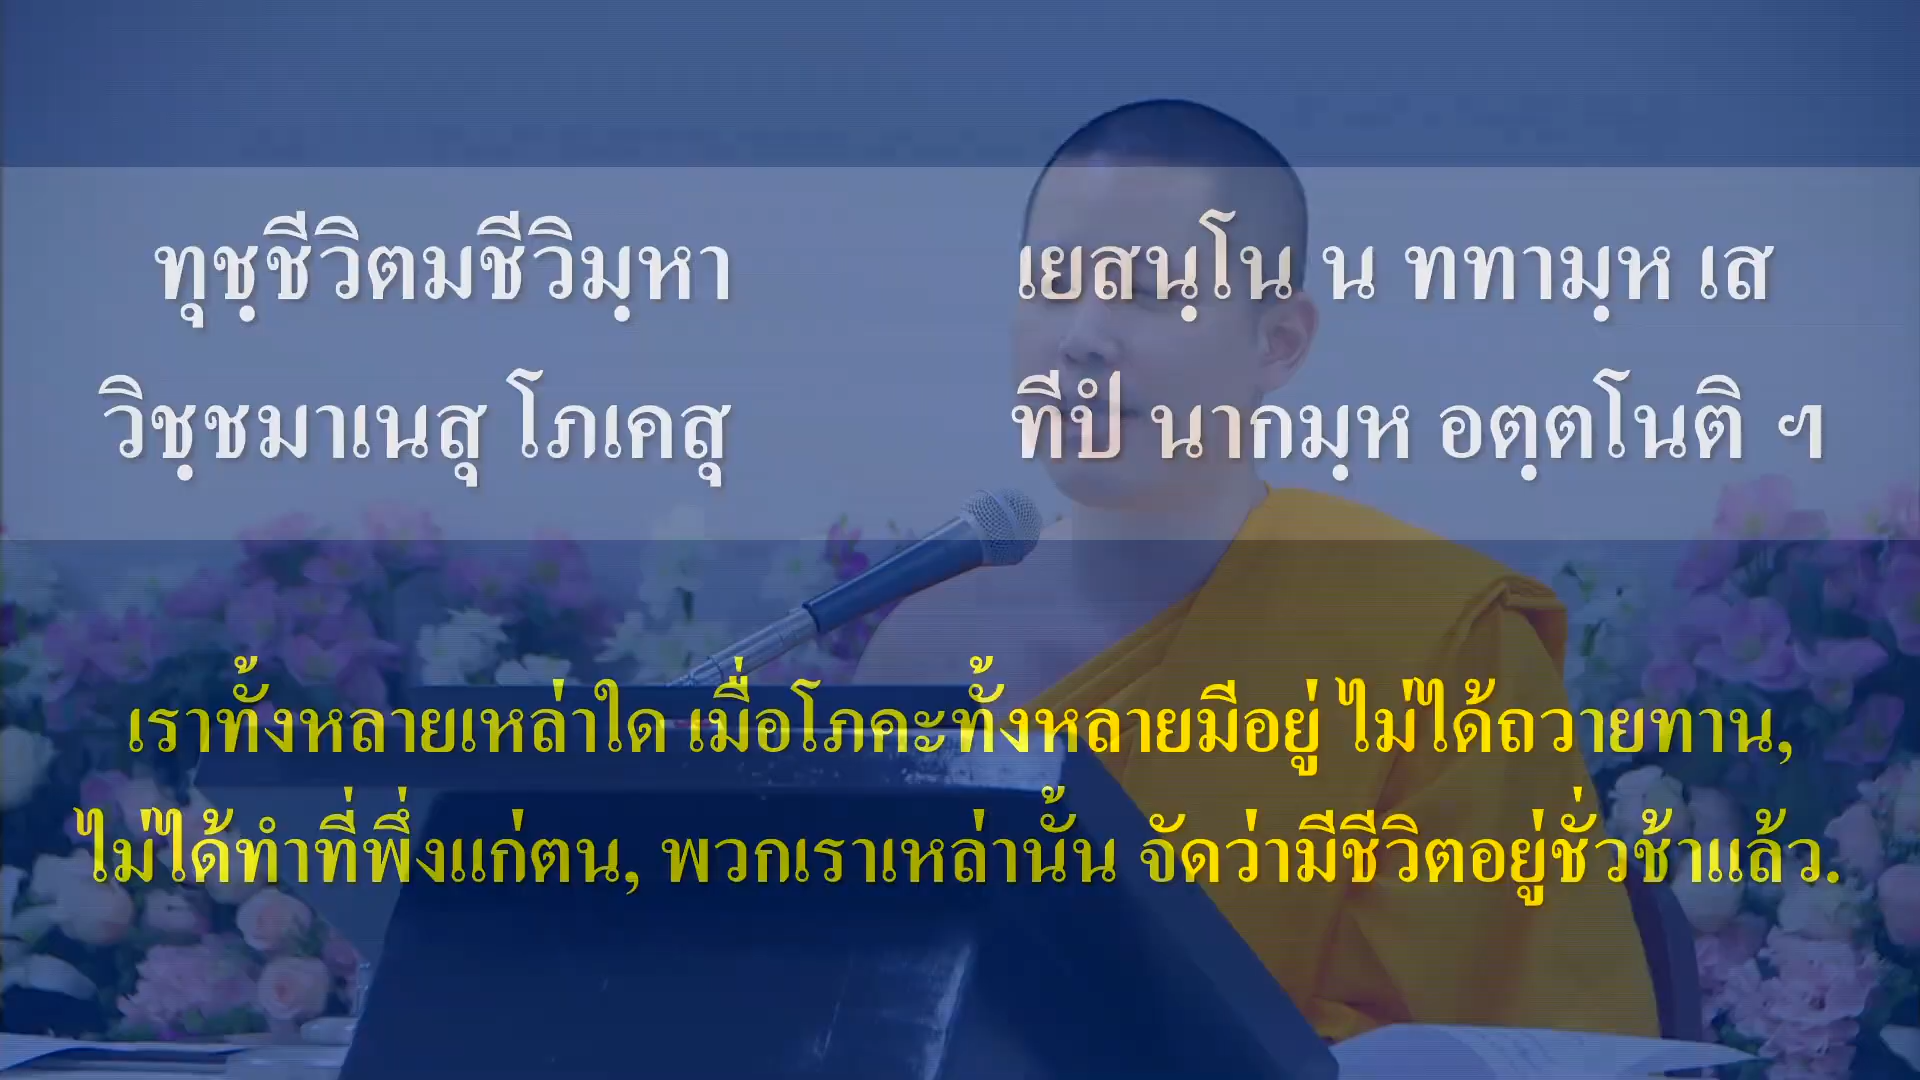 ทุชฺชีวิตมชีวิมฺหา เยสนฺโน น ททามฺห เส
วิชฺชมาเนสุ โภเคสุ ทีปํ นากมฺห อตฺตโนติ ฯ
เราทั้งหลายเหล่าใด เมื่อโภคะทั้งหลายมีอยู่ ไม่ได้ถวายทาน,
ไม่ได้ทำที่พึ่งแก่ตน, พวกเราเหล่านั้น จัดว่ามีชีวิตอยู่ชั่วช้าแล้ว.